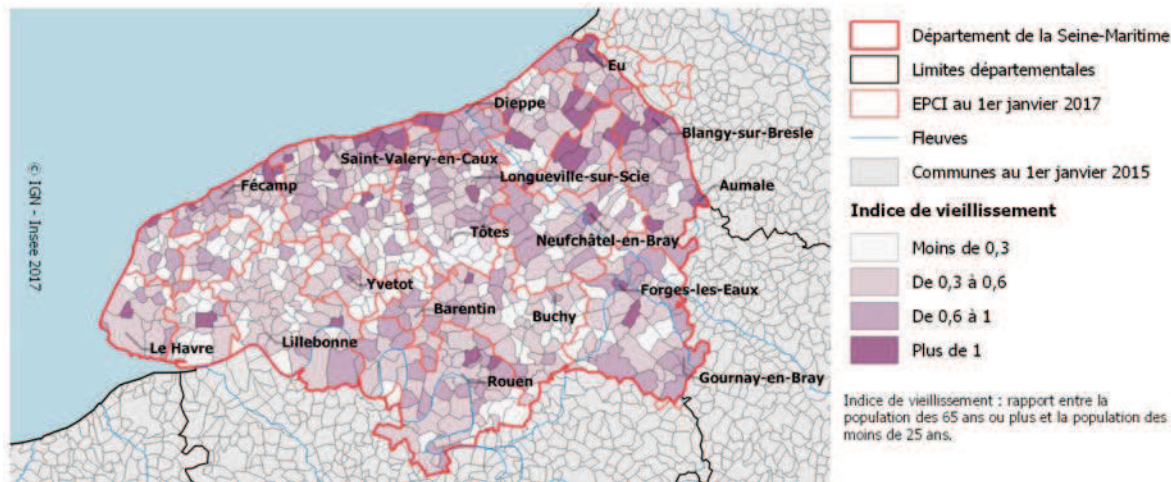 Eu
Dieppe
Blangy-sur-Bresle
Saint-Valery-en-Caux
Longueville-sur-Scie
Fécamp
Aumale
Tôtes
Neufchâtel-en-Bray
Yvetot
Forges-les-Eaux
Barentin
Buchy
Le Havre
Lillebonne
Rouen
Gournay-en-Bray
© IGN - Insee 2017
Département de la Seine-Maritime
Limites départementales
EPCI au 1er janvier 2017
Fleuves
Communes au 1er janvier 2015
Indice de vieillissement
Moins de 0,3
De 0,3 à 0,6
De 0,6 à 1
Plus de 1
Indice de vieillissement : rapport entre la
population des 65 ans ou plus et la population des
moins de 25 ans.